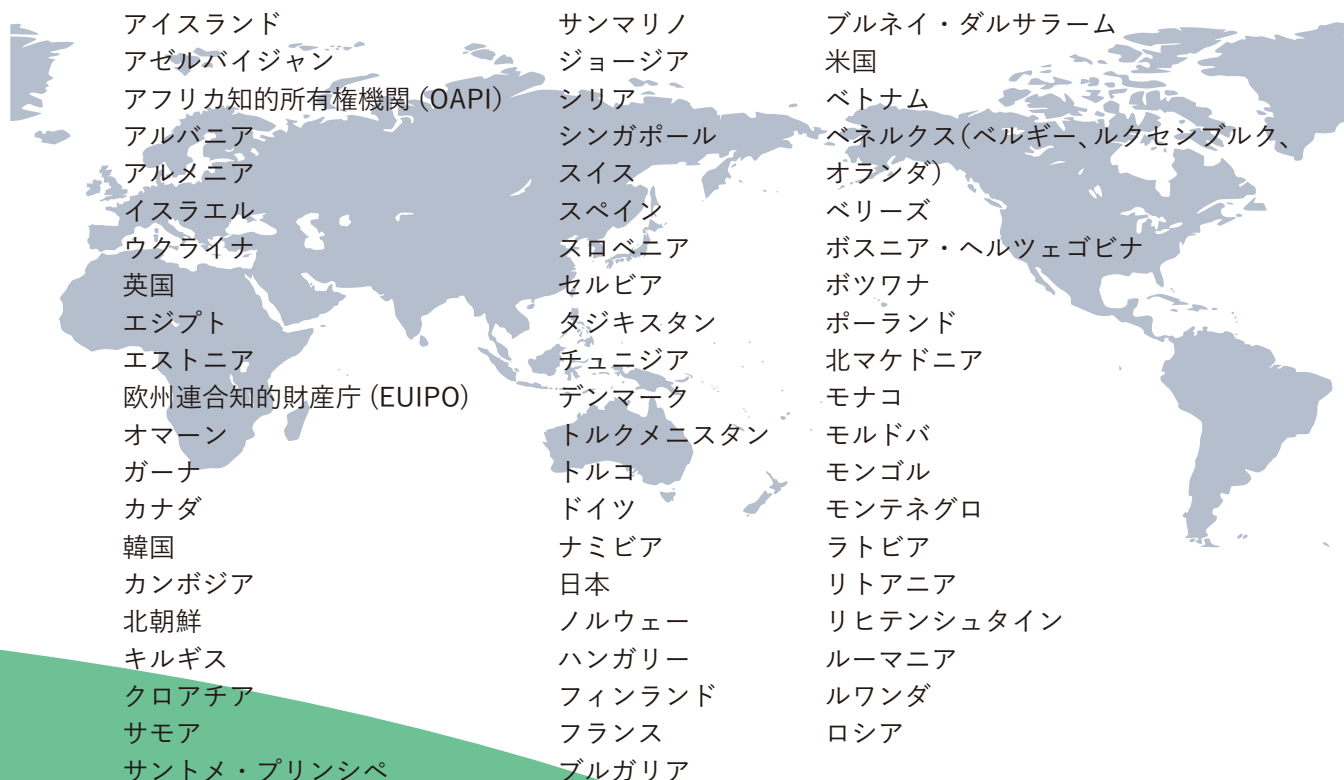 アイスランド
アゼルバイジャン
アフリカ知的所有権機関（OAPI）
アルバニア
アルメニア
イスラエル
ウクライナ
英国
エジプト
エストニア
欧州連合知的財産庁（EUIPO）
オマーン
ガーナ
カナダ
韓国
カンボジア
北朝鮮
キルギス
クロアチア
サモア
サントメ・プリンシペ
サンマリノ
ジョージア
シリア
シンガポール
スイス
スペイン
スロベニア
セルビア
タジキスタン
チュニジア
デンマーク
トルクメニスタン
トルコ
ドイツ
ナミビア
日本
ノルウェー
ハンガリー
フィンランド
フランス
ブルガリア
ブルネイ・ダルサラーム
米国
ベトナム
ベネルクス（ベルギー、ルクセンブルク、
オランダ）
ベリーズ
ボスニア・ヘルツェゴビナ
ボツワナ
ポーランド
北マケドニア
モナコ
モルドバ
モンゴル
モンテネグロ
ラトビア
リトアニア
リヒテンシュタイン
ルーマニア
ルワンダ
ロシア